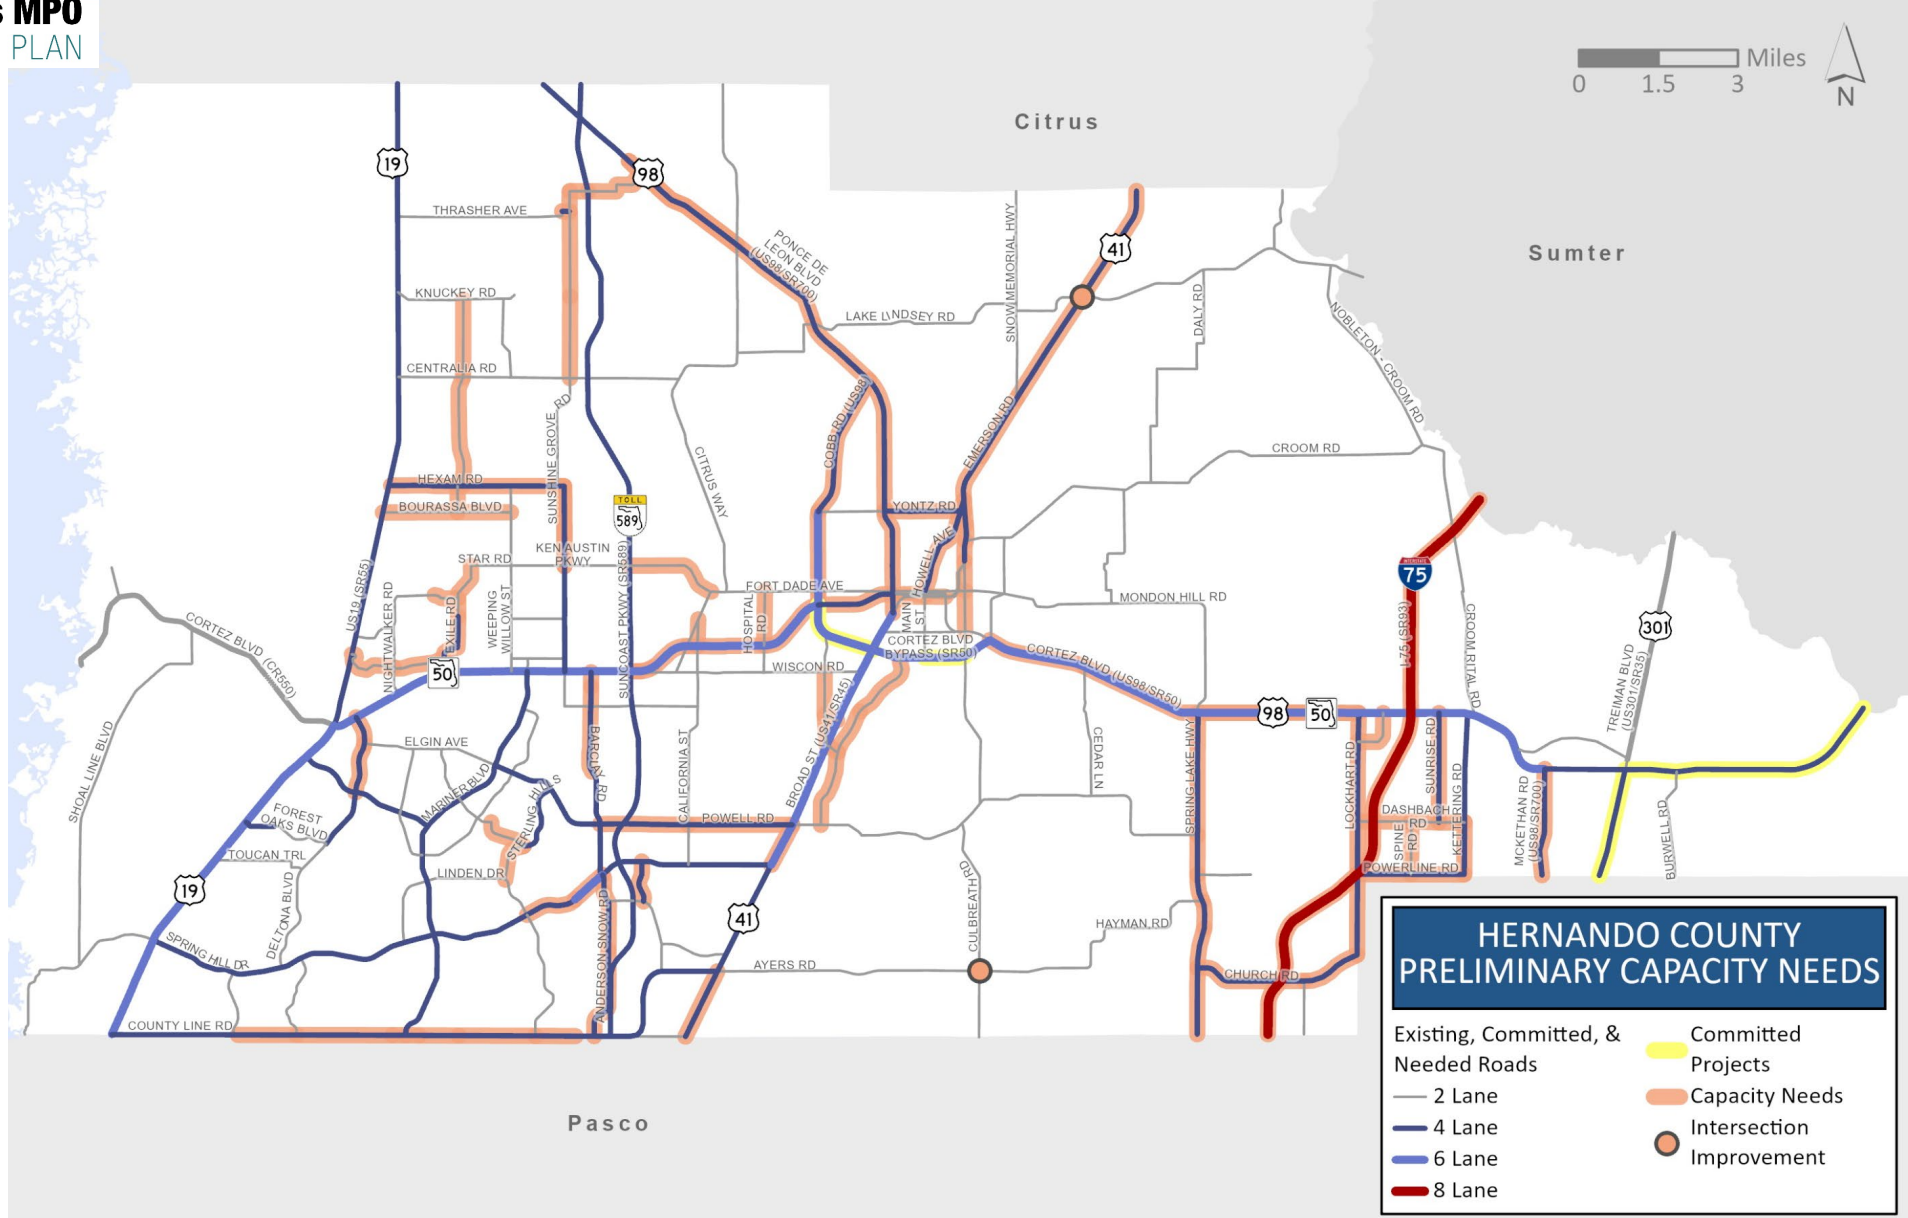 s MPO
PLAN
Citrus
Miles
0 1.5 3
N
Sumter
19
98
THRASHER AVE
PONCE DE
LEON BLVD
(US98/SR700)
SNOW MEMORIAL HWY
41
KNUCKEY RD
LAKE LINDSEY RD
DALY RD
NOBLETON - CROOM RD
CENTRALIA RD
SUNSHINE GROVE RD
COBB RD (US98)
EMERSON RD
CITRUS WAY
CROOM RD
HEXAM RD
BOURASSA BLVD
TOLL
589
YONTZ RD
HOWELL AVE
STAR RD
KEN AUSTIN
PKWY
US19 (SR55)
NIGHTWALKER RD
EXILE RD
WEEPING
WILLOW ST
SUNCOAST PKWY (SR589)
FORT DADE AVE
HOSPITAL
RD
MAIN
ST
MONDON HILL RD
INTERSTATE
75
I-75 (SR93)
CROOM RITAL RD
301
TREIMAN BLVD
(US301/SR35)
CORTEZ BLVD (CR550)
50
CORTEZ BLVD
BYPASS (SR50)
WISCON RD
CORTEZ BLVD (US98/SR50)
98
50
SHOAL LINE BLVD
ELGIN AVE
MARINER BLVD
BARCLAY RD
CALIFORNIA ST
BROAD ST (US41/SR45)
CEDAR LN
SPRING LAKE HWY
LOCKHART RD
SUNRISE RD
KETTERING RD
DASHBACH
RD
SPINE
RD
MCKETHAN RD
(US98/SR700)
BURWELL RD
FOREST
OAKS BLVD
STERLING HILLS
POWELL RD
TOUCAN TRL
LINDEN DR
POWERLINE RD
19
DELTONA BLVD
ANDERSON SNOW RD
41
CULBREATH RD
HAYMAN RD
SPRING HILL DR
AYERS RD
CHURCH RD
COUNTY LINE RD
Pasco
HERNANDO COUNTY
PRELIMINARY CAPACITY NEEDS
Existing, Committed, &
Needed Roads
2 Lane
4 Lane
6 Lane
8 Lane
Committed
Projects
Capacity Needs
Intersection
Improvement